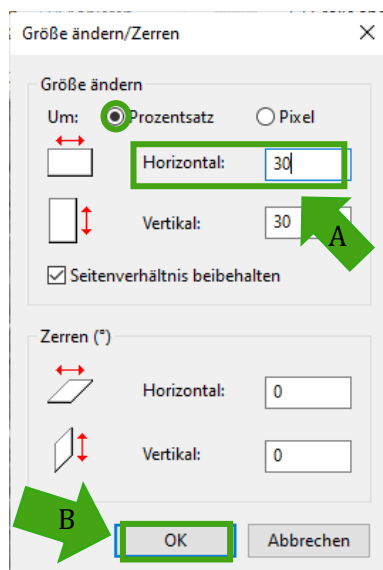 Größe ändern/Zerren
Größe ändern
Um: Prozentsatz Pixel
Horizontal: 30
Vertikal: 30
A
Seitenverhältnis beibehalten
Zerren (°)
Horizontal: 0
Vertikal: 0
B
OK Abbrechen